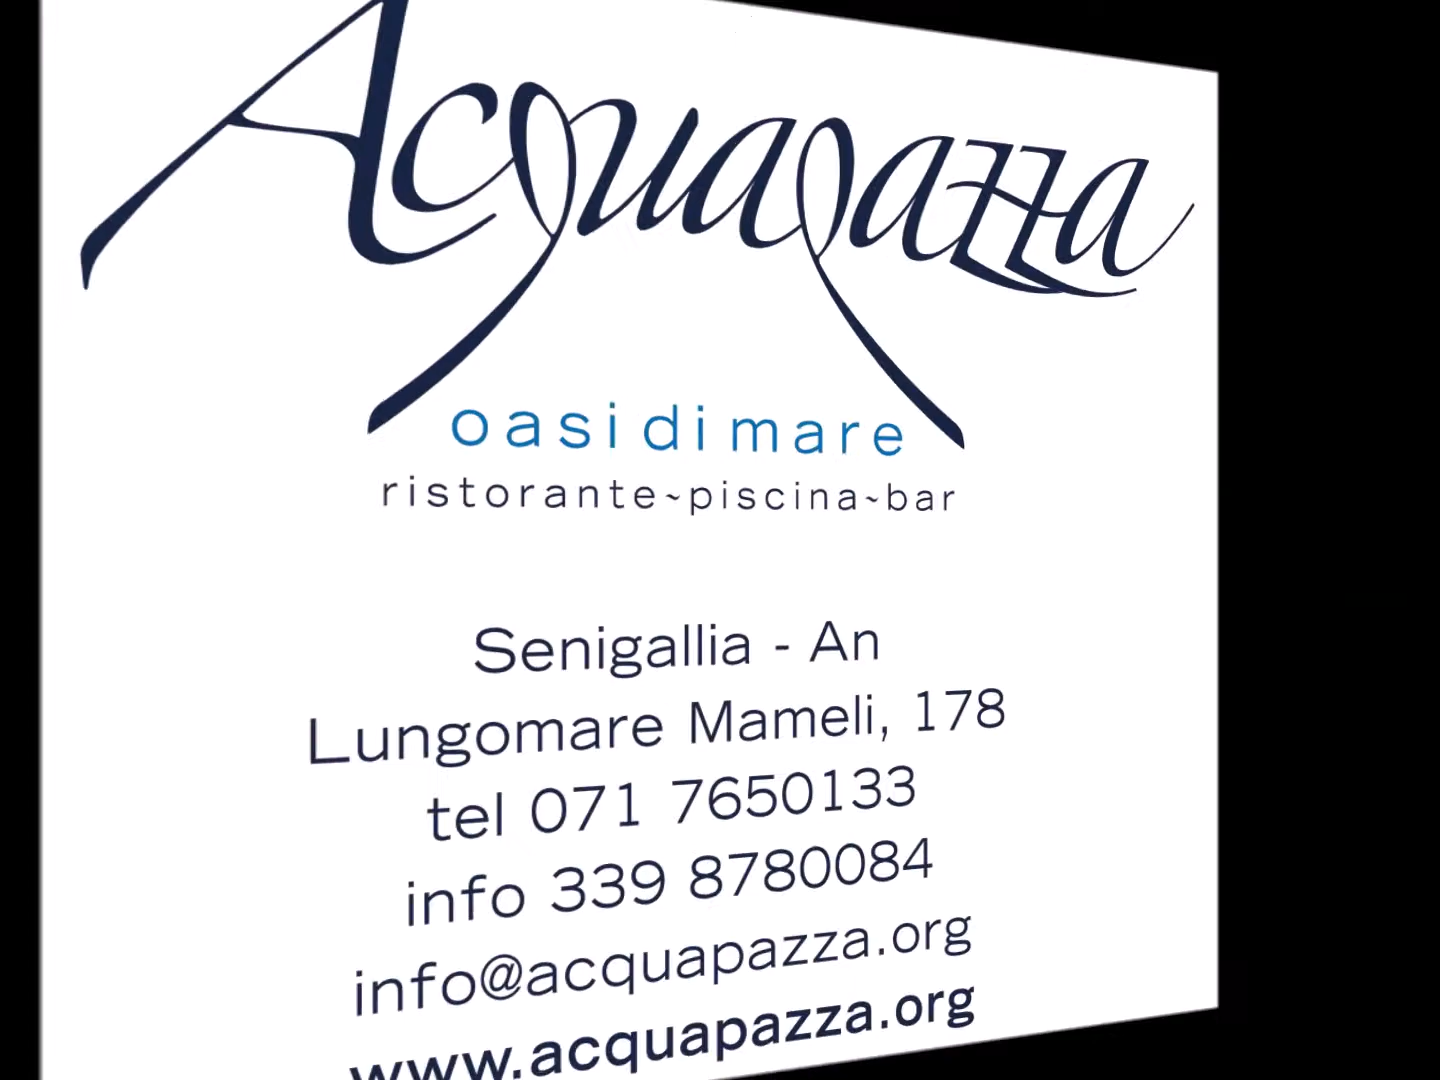 Acquapazza
oasi di mare
ristorante~piscina~bar
Senigallia - An
Lungomare Mameli, 178
tel 071 7650133
info 339 8780084
info@acquapazza.org
www.acquapazza.org